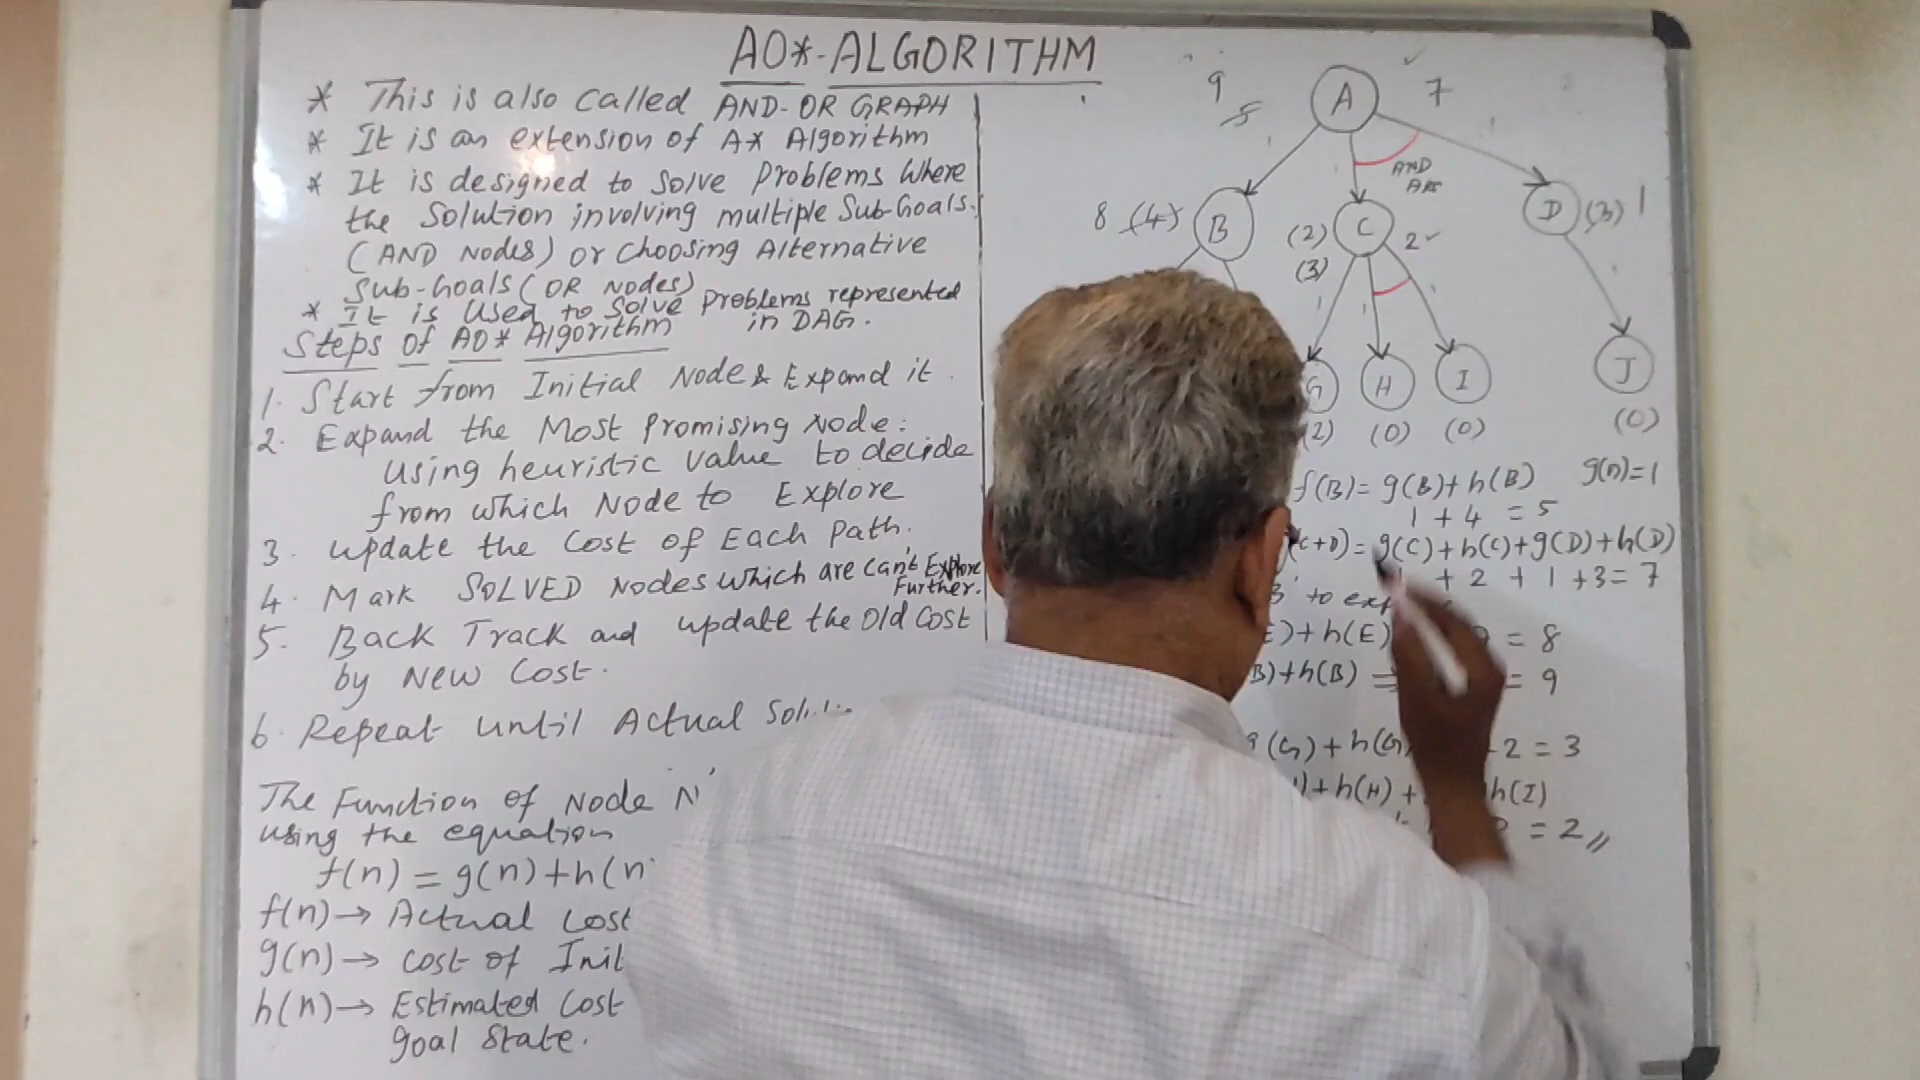 AO*-ALGORITHM
* This is also called AND-OR GRAPH
* It is an extension of A* Algorithm
* It is designed to Solve Problems Where
the Solution involving multiple Sub-Goals.
(AND Nodes) or Choosing Alternative
Sub-Goals (OR Nodes)
* It is Used to Solve Problems represented
in DAG.
Steps of AO* Algorithm
1. Start from Initial Node & Expand it.
2. Expand the Most Promising Node:
Using heuristic Value to decide
from which Node to Explore
3. Update the Cost of Each Path.
4. Mark SOLVED Nodes which are can't Explore
Further.
5. Back Track and update the Old Cost
by New Cost.
6. Repeat Until Actual
The Function of Node N'
Using the equation
f(n) = g(n)+h(n
f(n) → Actual Cost
g(n) → Cost of
h(n) → Estimated Cost
goal State.
9 5 A 7
AND
8 (4) B (2) C 2 D (3) 1
(3)
1 1 1
G H I J
(2) (0) (0) (0)
f(B)= g(B)+h(B) g(n)=1
1 + 4 = 5
(C+D)= g(C)+h(C)+g(D)+h(D)
+ 2 + 1 +3= 7
to
)+h(E) = 8
)+h(B) ⇒ = 9
(G)+h(G) 2 = 3
)+h(H)+ h(I)
= 2 //